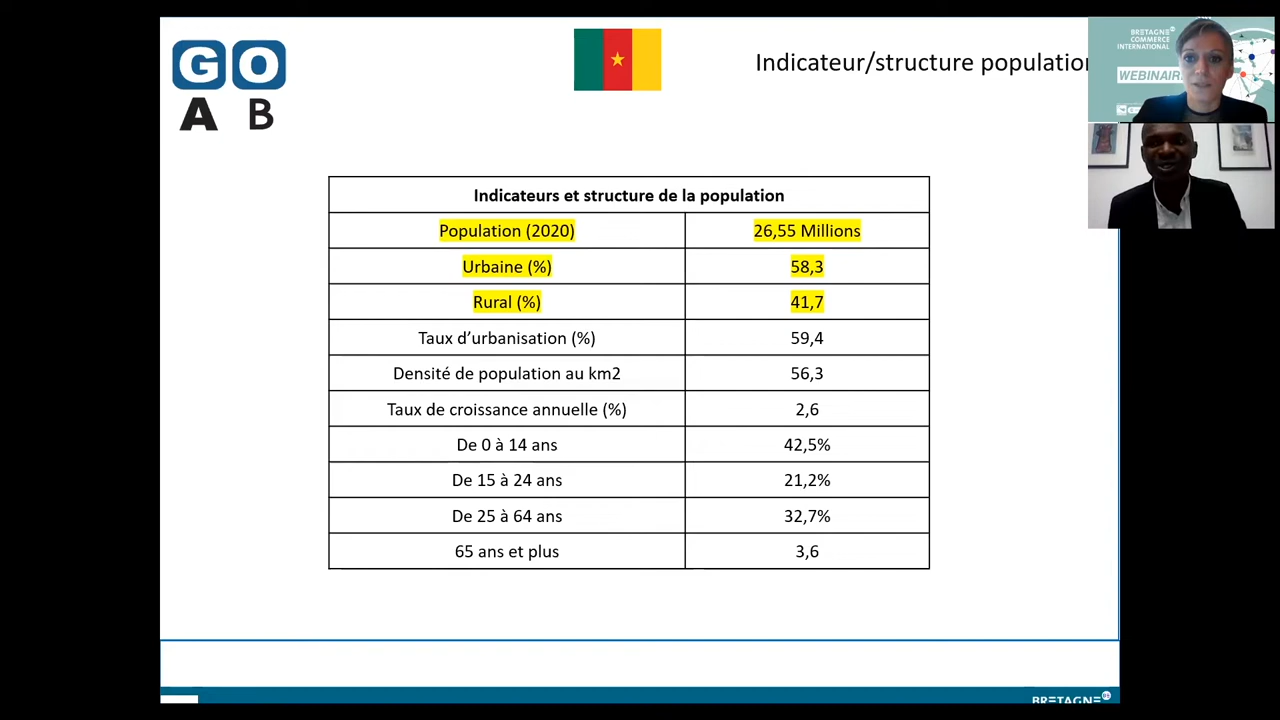 GO
A B
Indicateur/structure population
BRETAGNE
COMMERCE
INTERNATIONAL
WEBINAIRE
Indicateurs et structure de la population
Population (2020) 26,55 Millions
Urbaine (%) 58,3
Rural (%) 41,7
Taux d’urbanisation (%) 59,4
Densité de population au km2 56,3
Taux de croissance annuelle (%) 2,6
De 0 à 14 ans 42,5%
De 15 à 24 ans 21,2%
De 25 à 64 ans 32,7%
65 ans et plus 3,6
BRETAGNE